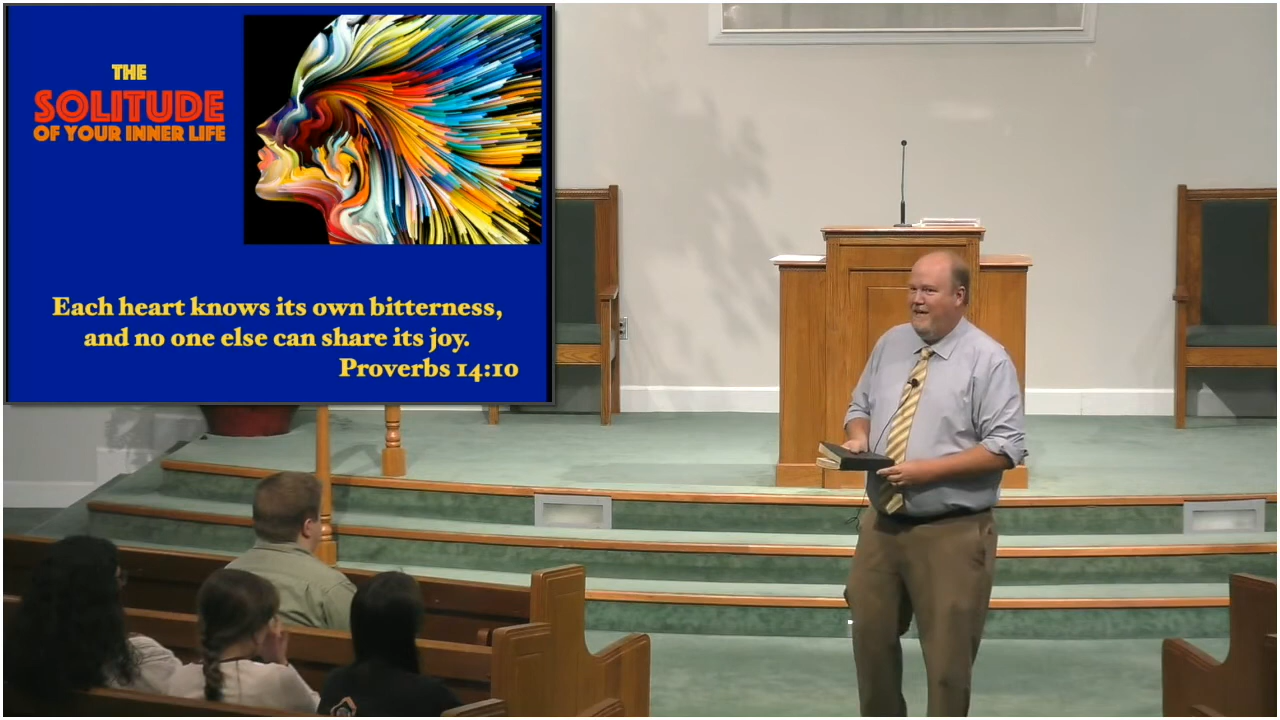 THE
SOLITUDE
OF YOUR INNER LIFE
Each heart knows its own bitterness,
and no one else can share its joy.
Proverbs 14:10